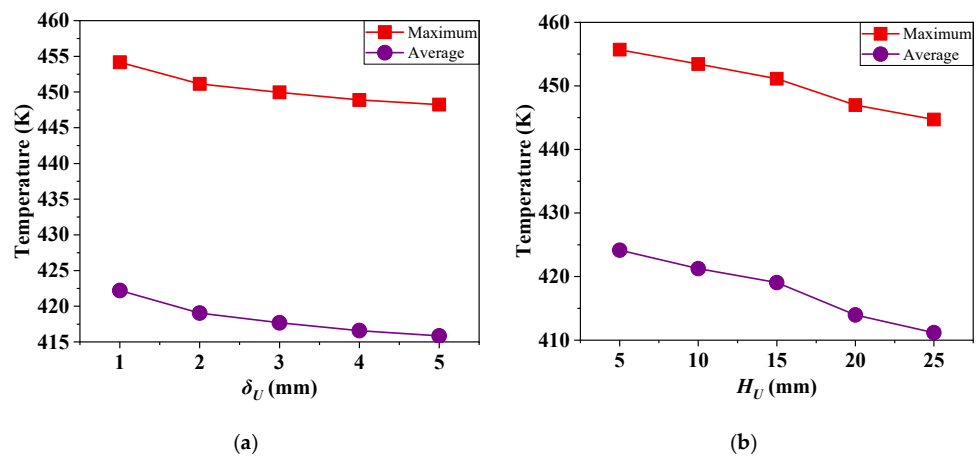 460
455
450
445
440
435
430
425
420
415
Temperature (K)
1 2 3 4 5
δU (mm)
Maximum
Average
(a)
460
450
440
430
420
410
Temperature (K)
5 10 15 20 25
HU (mm)
Maximum
Average
(b)